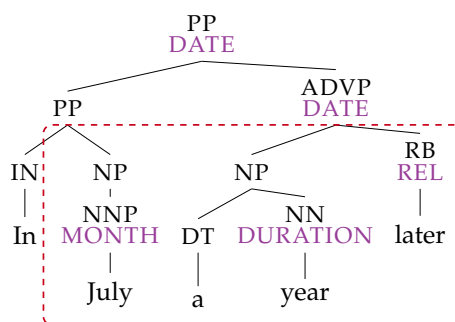 PP
DATE
PP
ADVP
DATE
IN
NP
NP
RB
REL
In
NNP
MONTH
DT
NN
DURATION
later
July
a
year